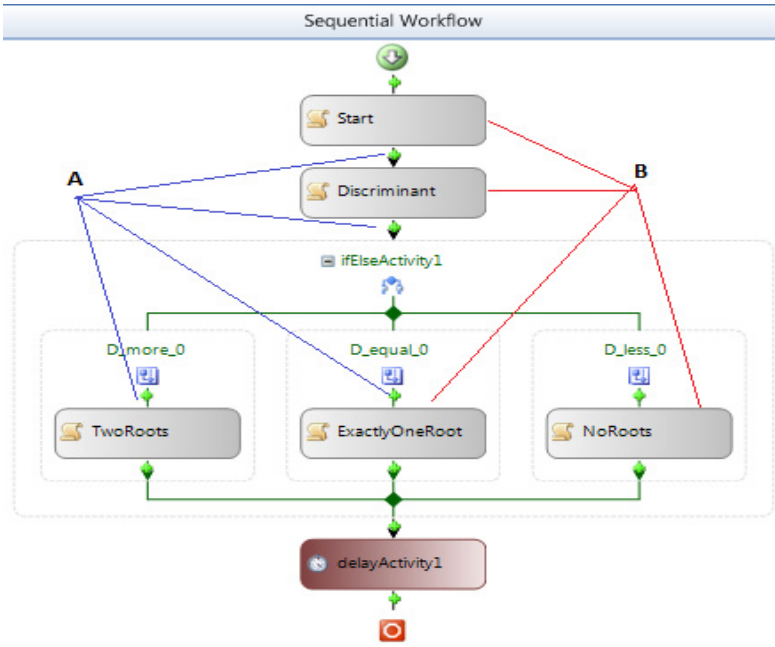 Sequential Workflow
Start
A
B
Discriminant
ifElseActivity1
D_more_0
D_equal_0
D_less_0
TwoRoots
ExactlyOneRoot
NoRoots
delayActivity1